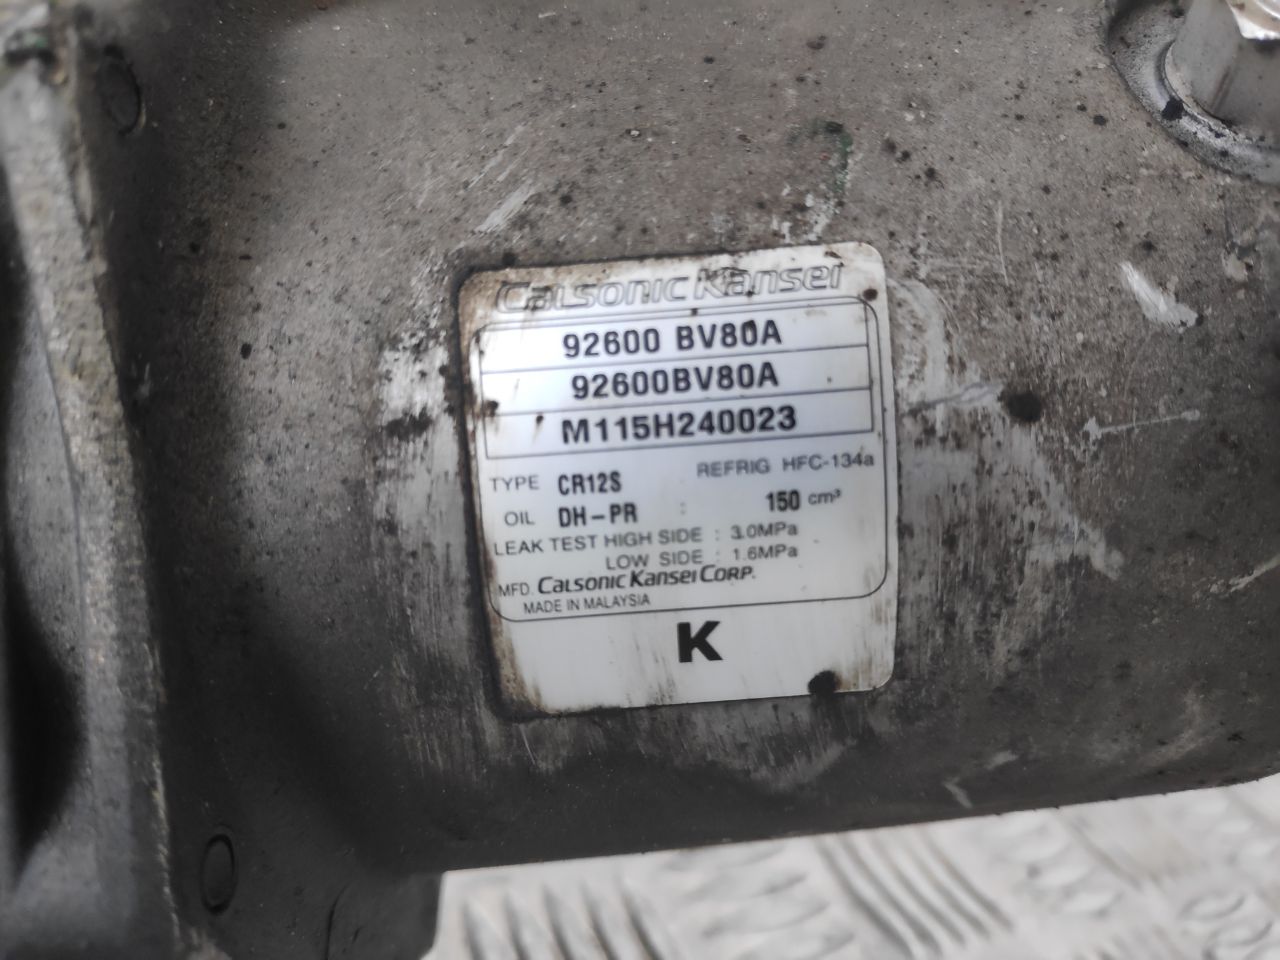 Calsonic Kansei
92600 BV80A
92600BV80A
M115H240023
TYPE CR12S REFRIG HFC-134a
OIL DH-PR : 150 cm³
LEAK TEST HIGH SIDE : 3.0MPa
LOW SIDE : 1.6MPa
MFD. Calsonic Kansei Corp.
MADE IN MALAYSIA
K